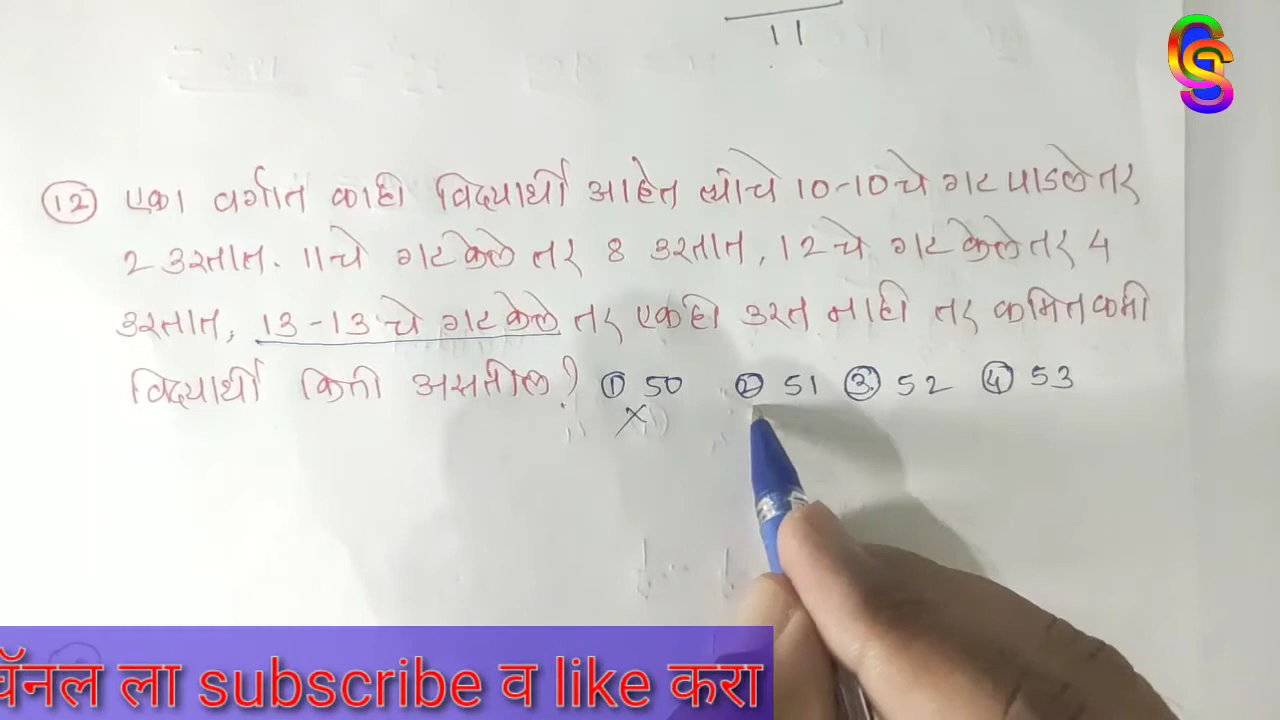 11
(12) एका वर्गात काही विद्यार्थी आहेत त्यांचे 10-10चे गट पाडले तर
2 उरतात. 11चे गट केले तर 8 उरतात, 12चे गट केले तर 4
उरतात, 13-13चे गट केले तर एकही उरत नाही तर कमितकमी
विद्यार्थी किती असतील? ① 50 ② 51 ③ 52 ④ 53
चॅनल ला subscribe व like करा